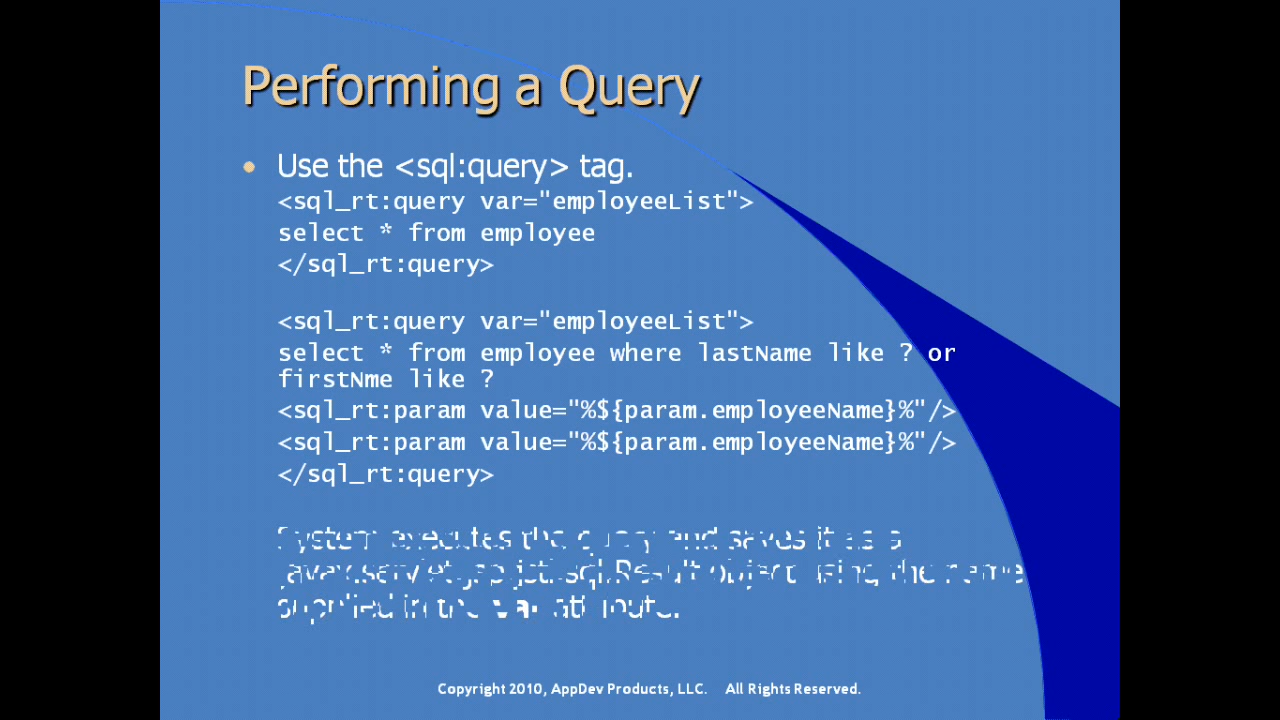 Performing a Query
Use the <sql:query> tag.
<sql_rt:query var="employeeList">
select * from employee
</sql_rt:query>
<sql_rt:query var="employeeList">
select * from employee where lastName like ? or
firstNme like ?
<sql_rt:param value="%${param.employeeName}%"/>
<sql_rt:param value="%${param.employeeName}%"/>
</sql_rt:query>
System executes the query and saves it as a
javax.servlet.jsp.jstl.sql.Result object using the name
supplied in the var attribute.
Copyright 2010, AppDev Products, LLC. All Rights Reserved.